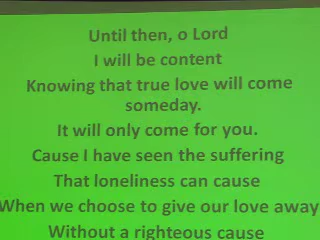 Until then, o Lord
I will be content
Knowing that true love will come
someday.
It will only come for you.
Cause I have seen the suffering
That loneliness can cause
When we choose to give our love away
Without a righteous cause